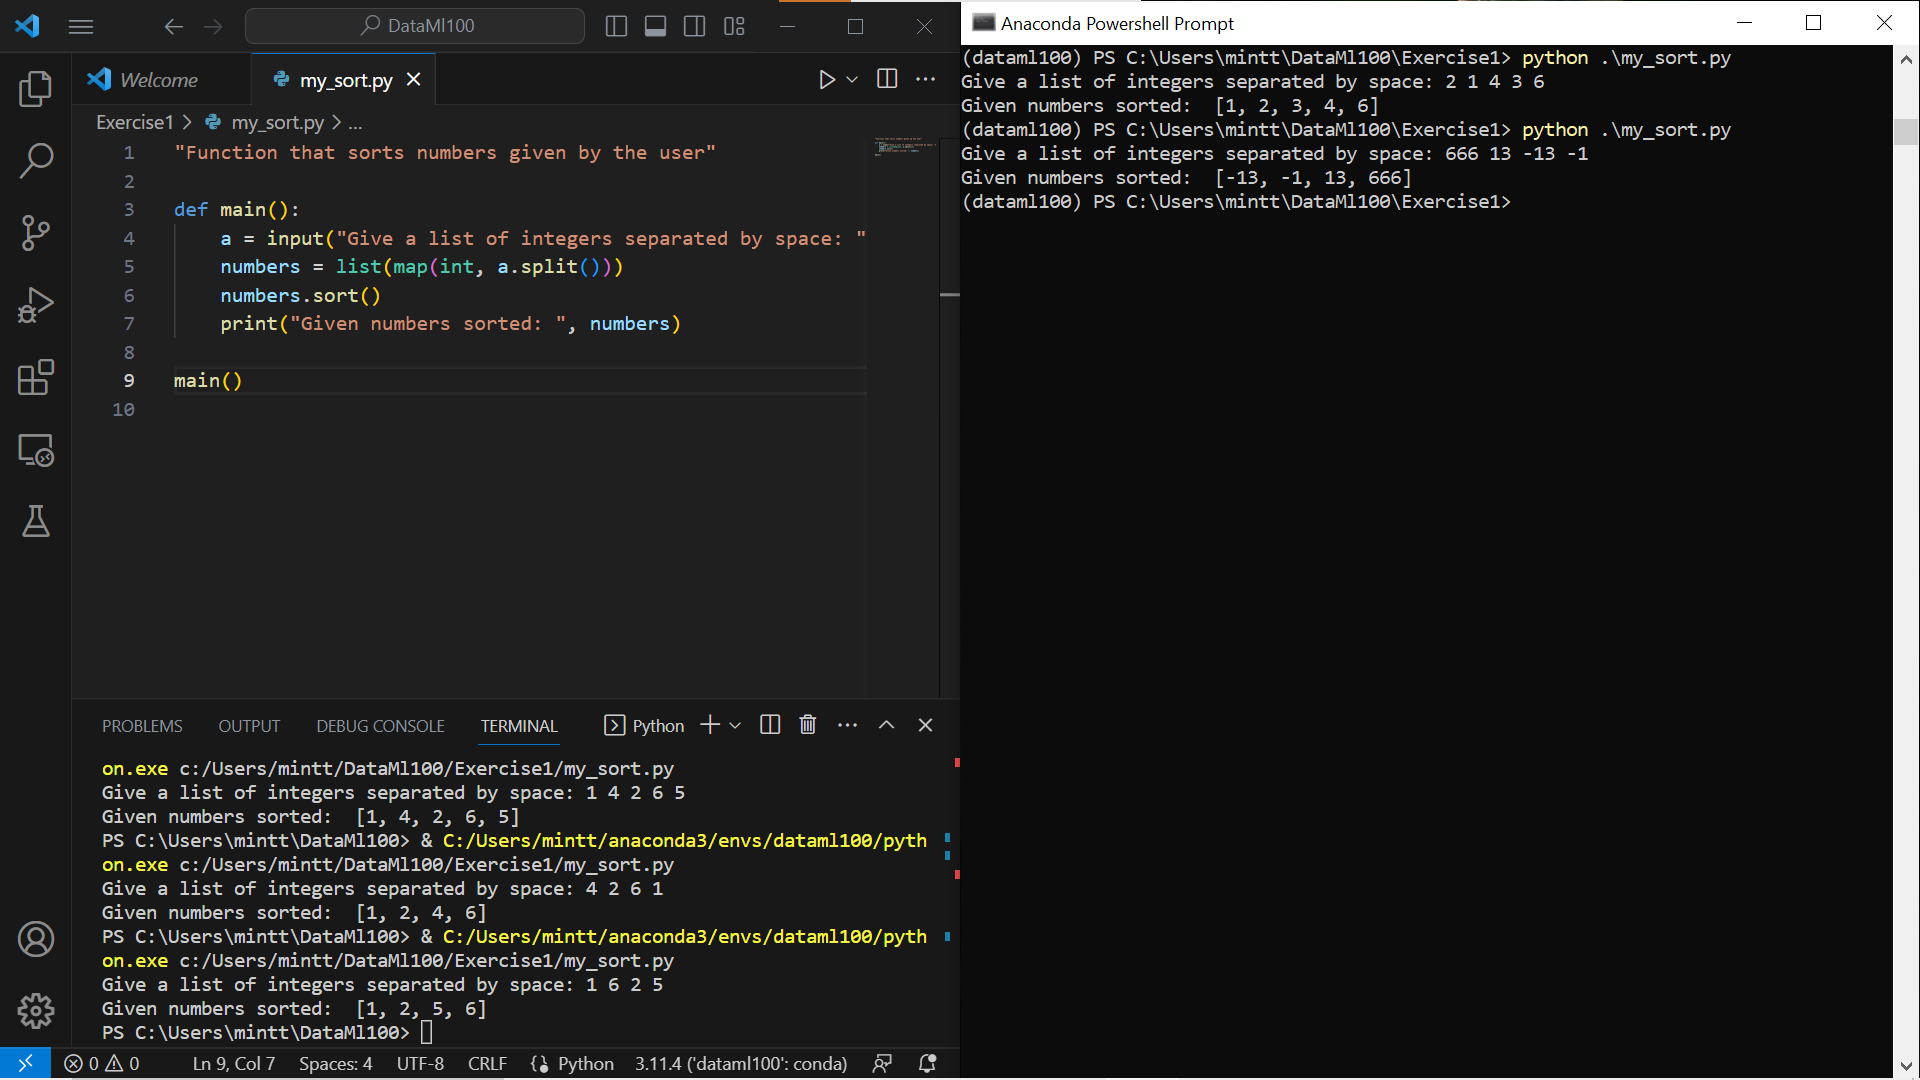 DataMl100
Welcome
my_sort.py
Exercise1 > my_sort.py > ...
1 "Function that sorts numbers given by the user"
2
3 def main():
4 a = input("Give a list of integers separated by space: "
5 numbers = list(map(int, a.split()))
6 numbers.sort()
7 print("Given numbers sorted: ", numbers)
8
9 main()
10
PROBLEMS OUTPUT DEBUG CONSOLE TERMINAL Python
on.exe c:/Users/mintt/DataMl100/Exercise1/my_sort.py
Give a list of integers separated by space: 1 4 2 6 5
Given numbers sorted:  [1, 4, 2, 6, 5]
PS C:\Users\mintt\DataMl100> & C:/Users/mintt/anaconda3/envs/dataml100/pyth
on.exe c:/Users/mintt/DataMl100/Exercise1/my_sort.py
Give a list of integers separated by space: 4 2 6 1
Given numbers sorted:  [1, 2, 4, 6]
PS C:\Users\mintt\DataMl100> & C:/Users/mintt/anaconda3/envs/dataml100/pyth
on.exe c:/Users/mintt/DataMl100/Exercise1/my_sort.py
Give a list of integers separated by space: 1 6 2 5
Given numbers sorted:  [1, 2, 5, 6]
PS C:\Users\mintt\DataMl100>
0 0 Ln 9, Col 7 Spaces: 4 UTF-8 CRLF Python 3.11.4 ('dataml100': conda)
Anaconda Powershell Prompt
(dataml100) PS C:\Users\mintt\DataMl100\Exercise1> python .\my_sort.py
Give a list of integers separated by space: 2 1 4 3 6
Given numbers sorted:  [1, 2, 3, 4, 6]
(dataml100) PS C:\Users\mintt\DataMl100\Exercise1> python .\my_sort.py
Give a list of integers separated by space: 666 13 -13 -1
Given numbers sorted:  [-13, -1, 13, 666]
(dataml100) PS C:\Users\mintt\DataMl100\Exercise1>